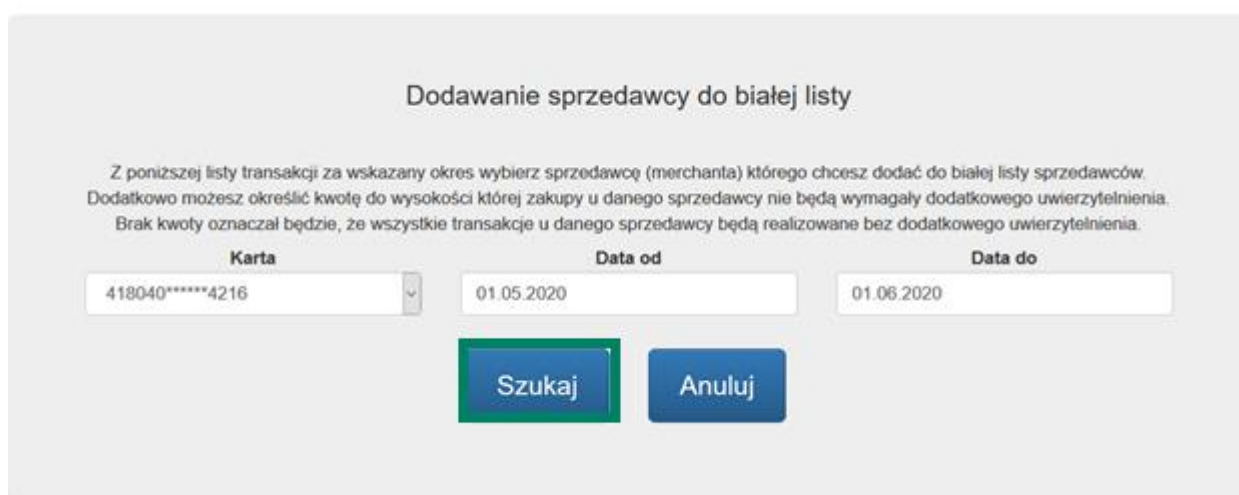 Dodawanie sprzedawcy do białej listy
Z poniższej listy transakcji za wskazany okres wybierz sprzedawcę (merchanta) którego chcesz dodać do białej listy sprzedawców.
Dodatkowo możesz określić kwotę do wysokości której zakupy u danego sprzedawcy nie będą wymagały dodatkowego uwierzytelnienia.
Brak kwoty oznaczał będzie, że wszystkie transakcje u danego sprzedawcy będą realizowane bez dodatkowego uwierzytelnienia.
Karta Data od Data do
418040******4216 01.05.2020 01.06.2020
Szukaj Anuluj